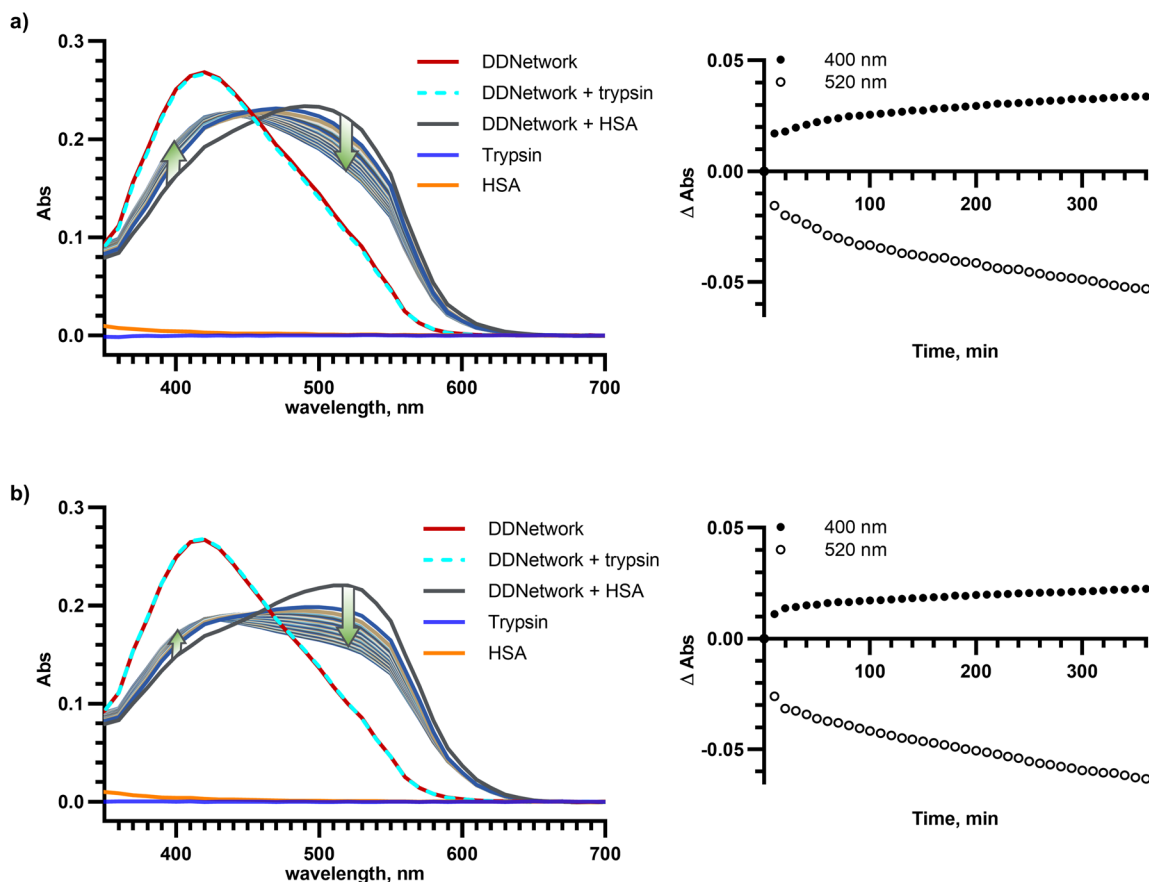 a)
0.3
0.2
0.1
0.0
Abs
400
500
600
700
wavelength, nm
DDNetwork
DDNetwork + trypsin
DDNetwork + HSA
Trypsin
HSA
400 nm
520 nm
0.05
0.00
-0.05
Δ Abs
100
200
300
Time, min
b)
0.3
0.2
0.1
0.0
Abs
400
500
600
700
wavelength, nm
DDNetwork
DDNetwork + trypsin
DDNetwork + HSA
Trypsin
HSA
400 nm
520 nm
0.05
0.00
-0.05
Δ Abs
100
200
300
Time, min